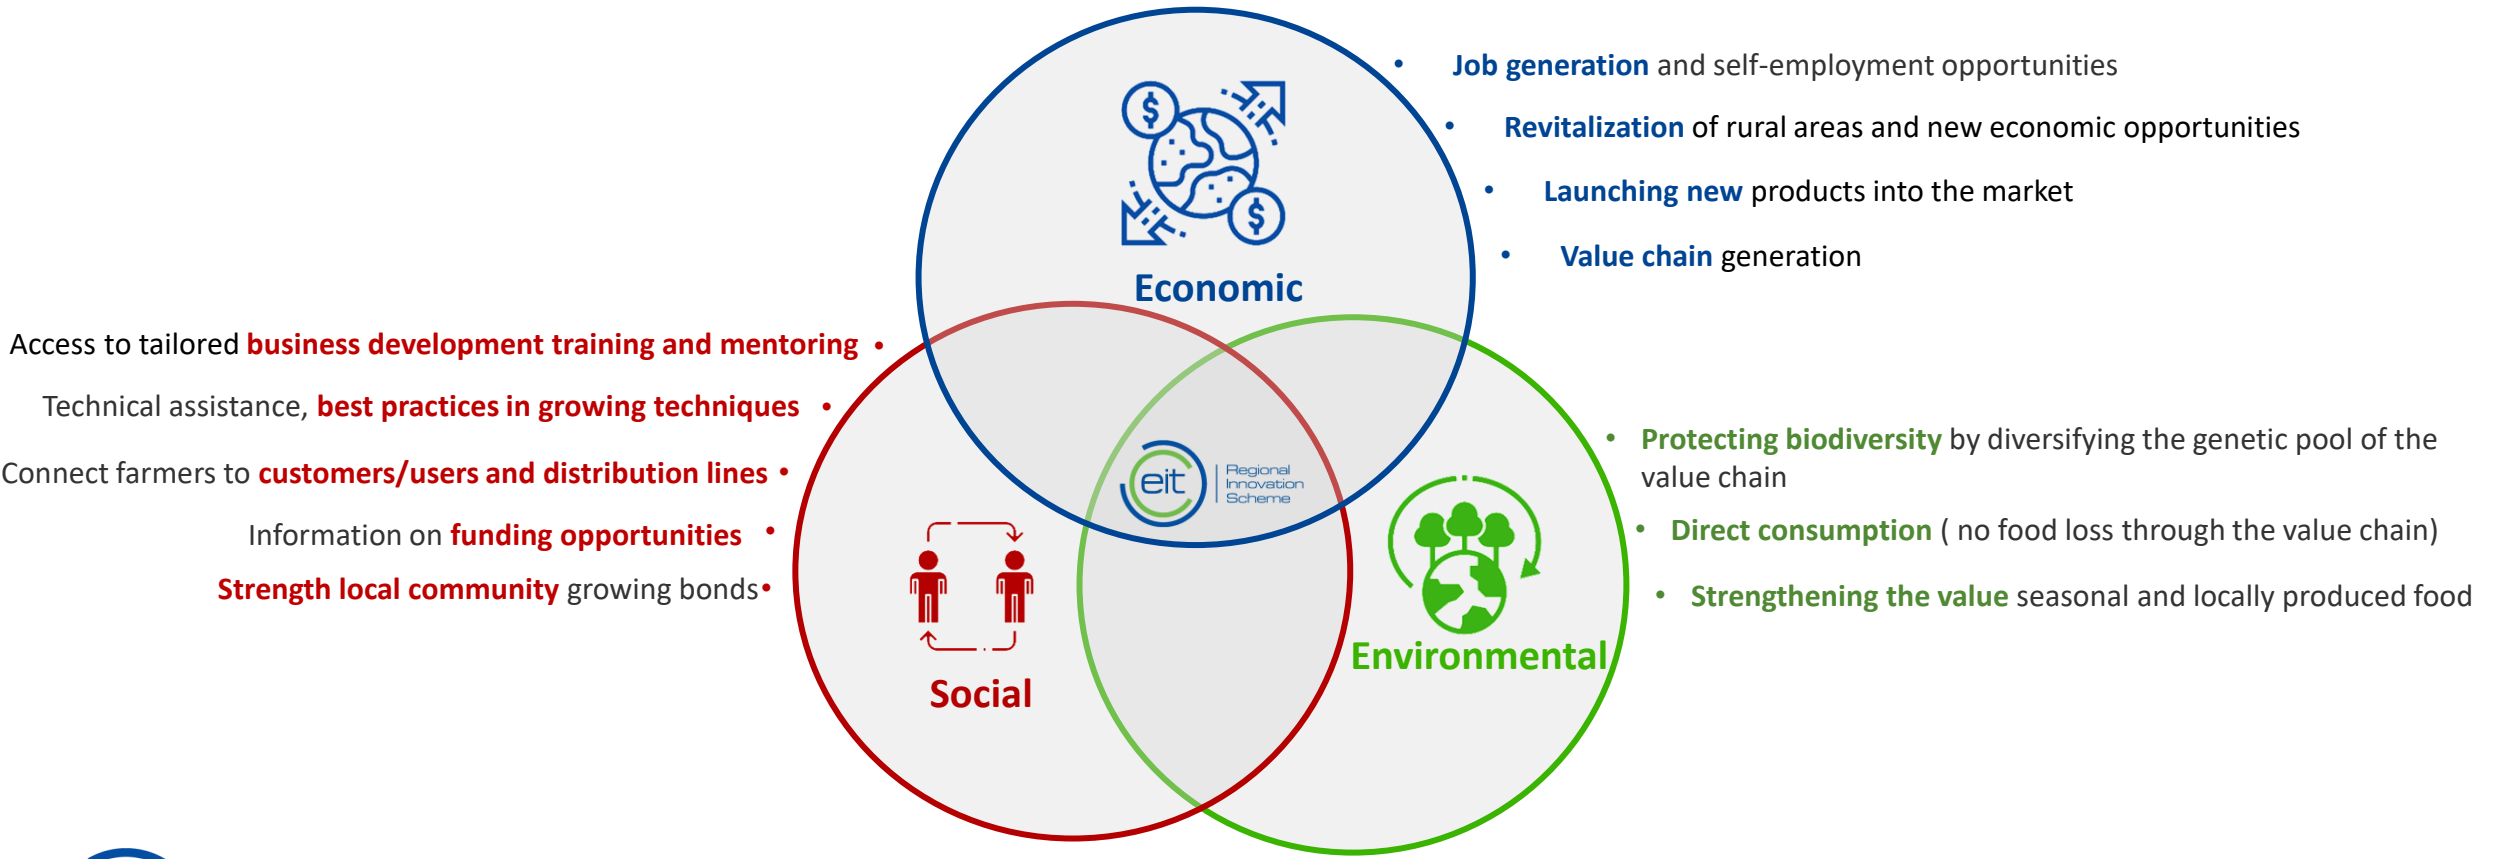 Job generation and self-employment opportunities
Revitalization of rural areas and new economic opportunities
Launching new products into the market
Value chain generation
$
$
Economic
Access to tailored business development training and mentoring
Technical assistance, best practices in growing techniques
Connect farmers to customers/users and distribution lines
Information on funding opportunities
Strength local community growing bonds
eit
Regional
Innovation
Scheme
Social
Protecting biodiversity by diversifying the genetic pool of the
value chain
Direct consumption ( no food loss through the value chain)
Strengthening the value seasonal and locally produced food
Environmental